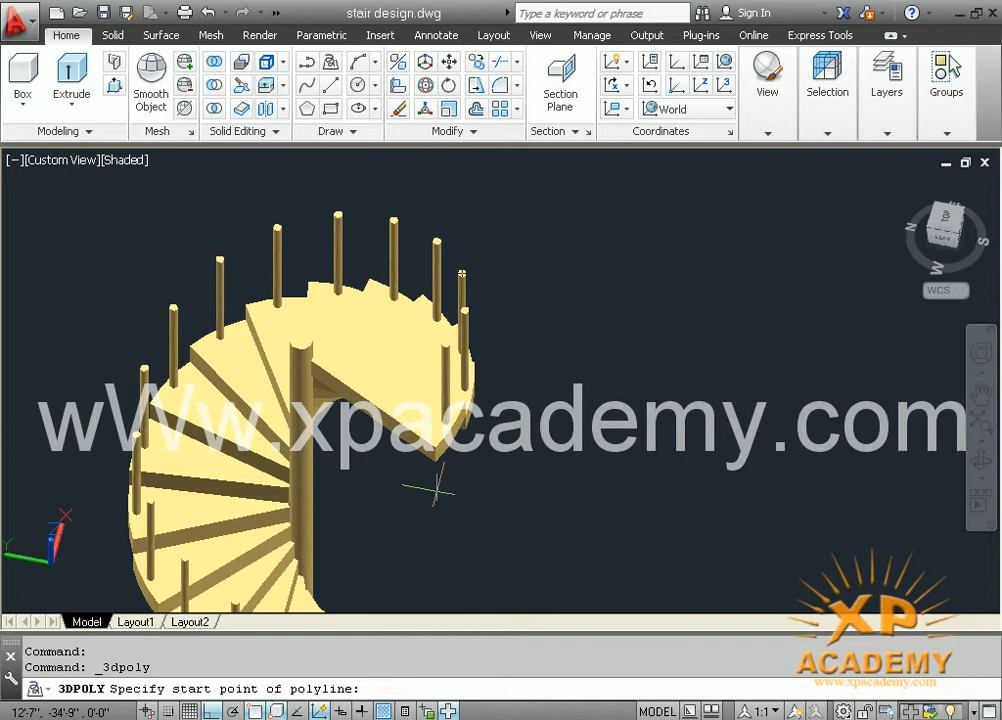 stair design.dwg
Type a keyword or phrase
Sign In
Home Solid Surface Mesh Render Parametric Insert Annotate Layout View Manage Output Plug-ins Online Express Tools
Box Extrude Smooth Object Section Plane World View Selection Layers Groups
Modeling Mesh Solid Editing Draw Modify Section Coordinates
[−][Custom View][Shaded]
TOP
N
S
W
WCS
wWw.xpacademy.com
X
Y
Z
XP
ACADEMY
www.xpacademy.com
Model Layout1 Layout2
Command:
Command: _3dpoly
3DPOLY Specify start point of polyline:
12'-7", -34'-9" , 0'-0"
MODEL
1:1